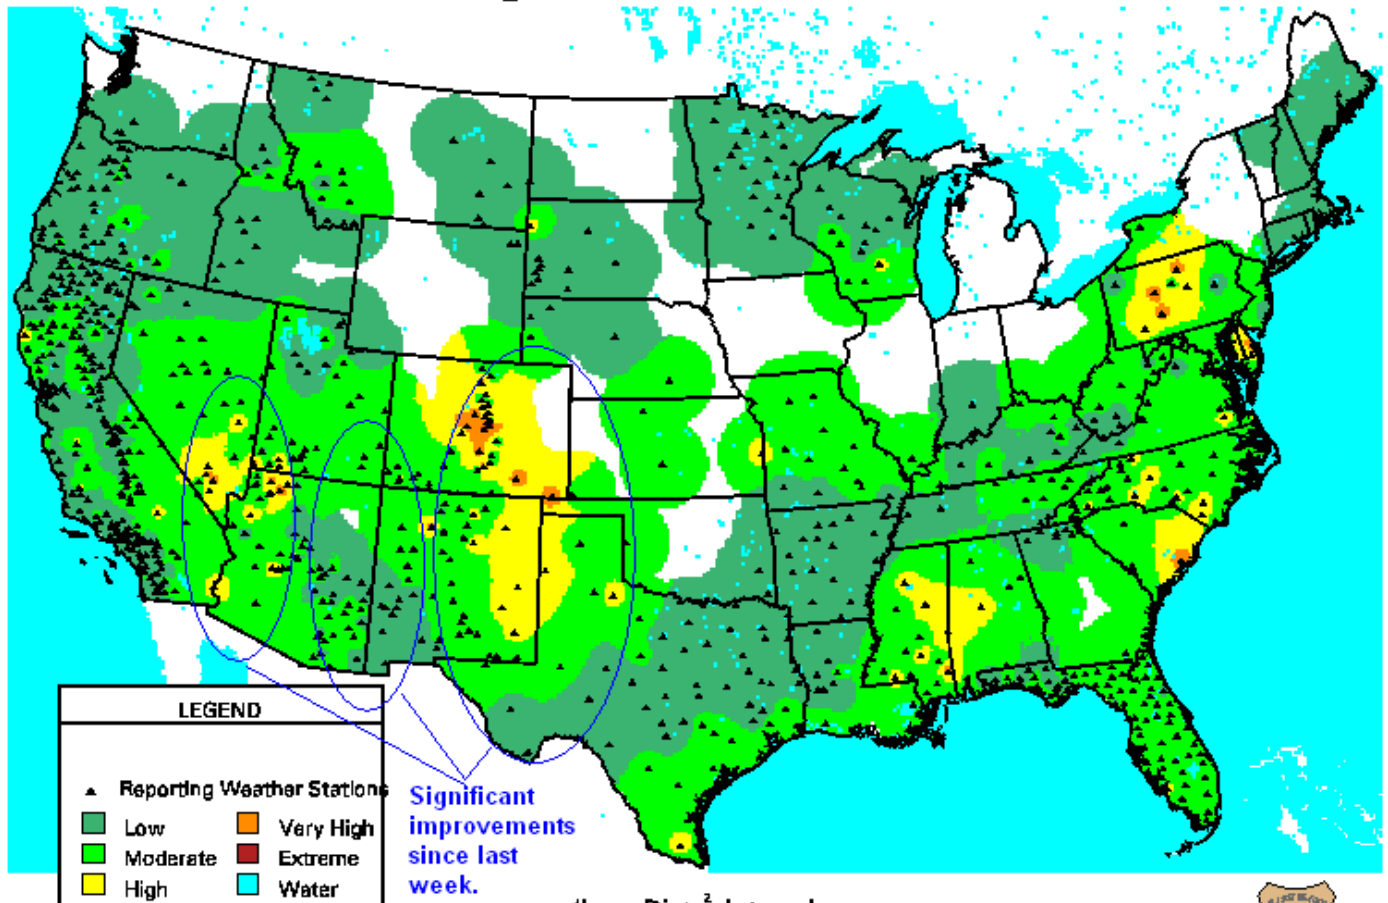 LEGEND
Reporting Weather Stations
Low
Very High
Moderate
Extreme
High
Water
Significant
improvements
since last
week.